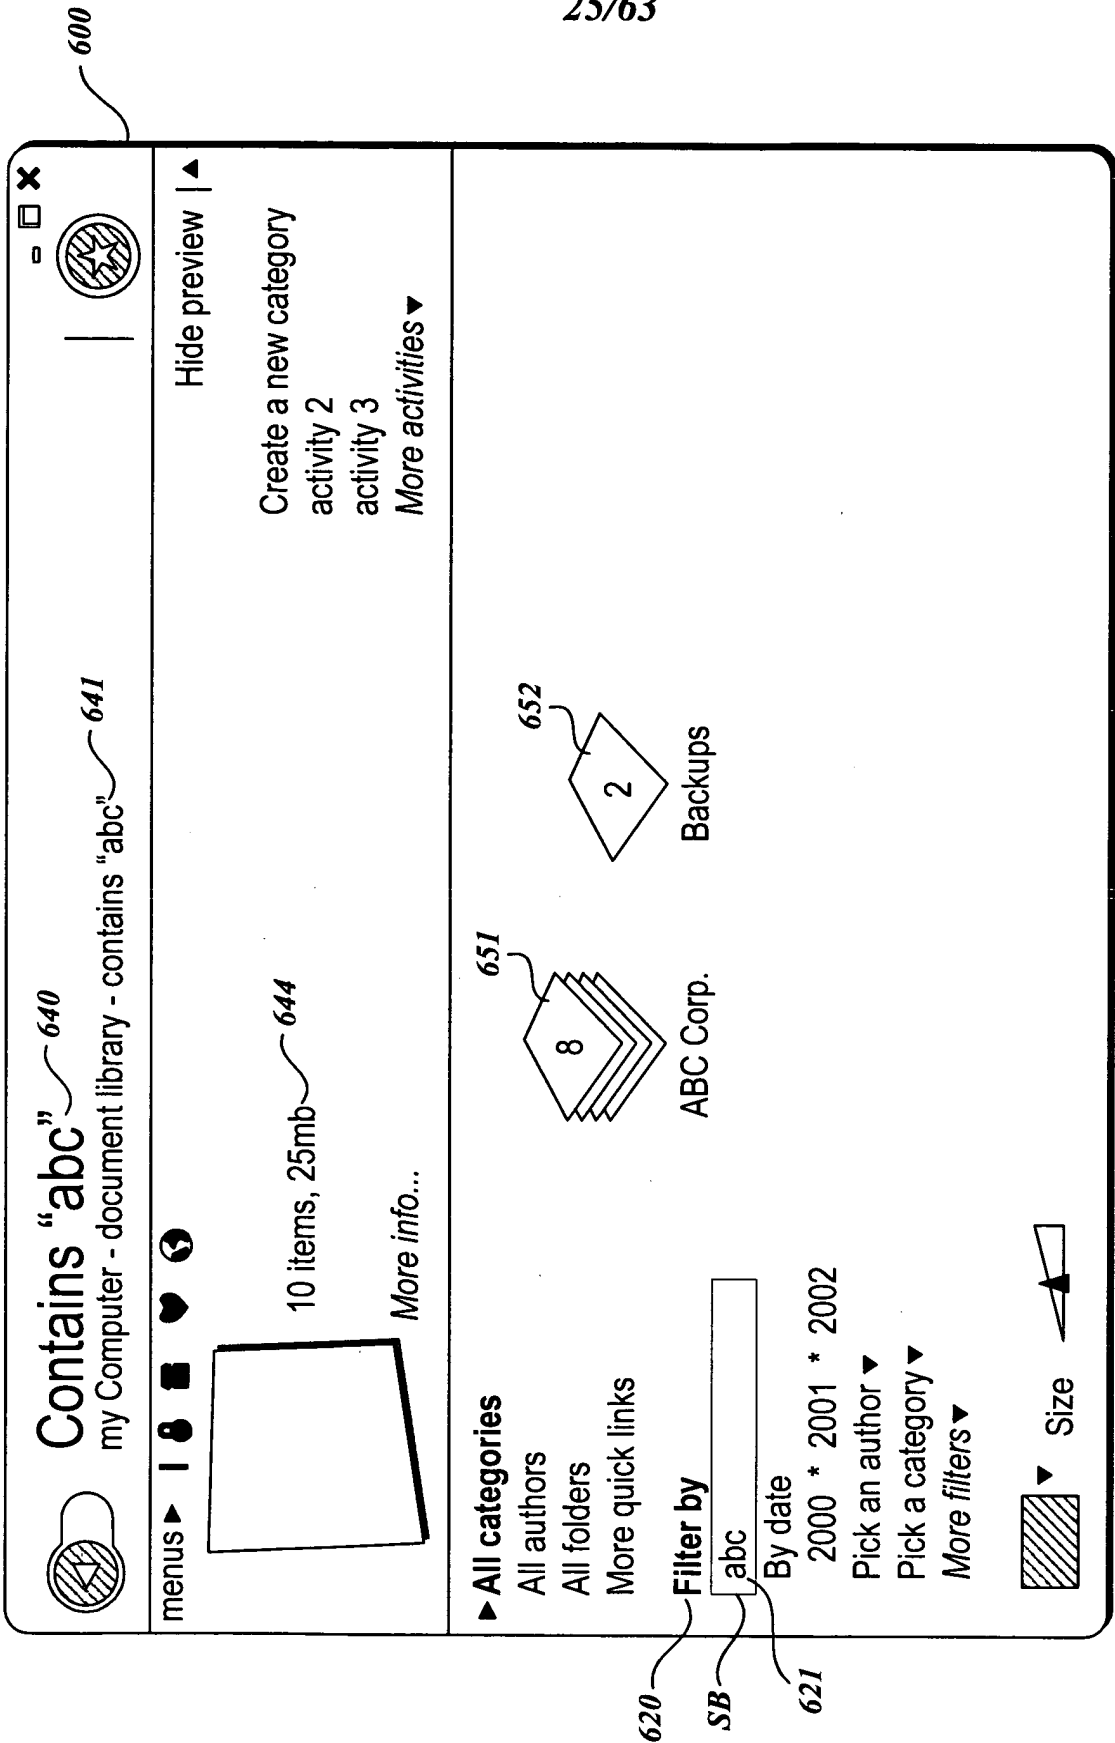 25/63
600
Contains “abc”
640
my Computer - document library - contains “abc”
641
menus
Hide preview
10 items, 25mb
644
More info...
Create a new category
activity 2
activity 3
More activities
All categories
All authors
All folders
More quick links
620
Filter by
SB
abc
621
By date
2000 * 2001 * 2002
Pick an author
Pick a category
More filters
Size
651
8
ABC Corp.
652
2
Backups